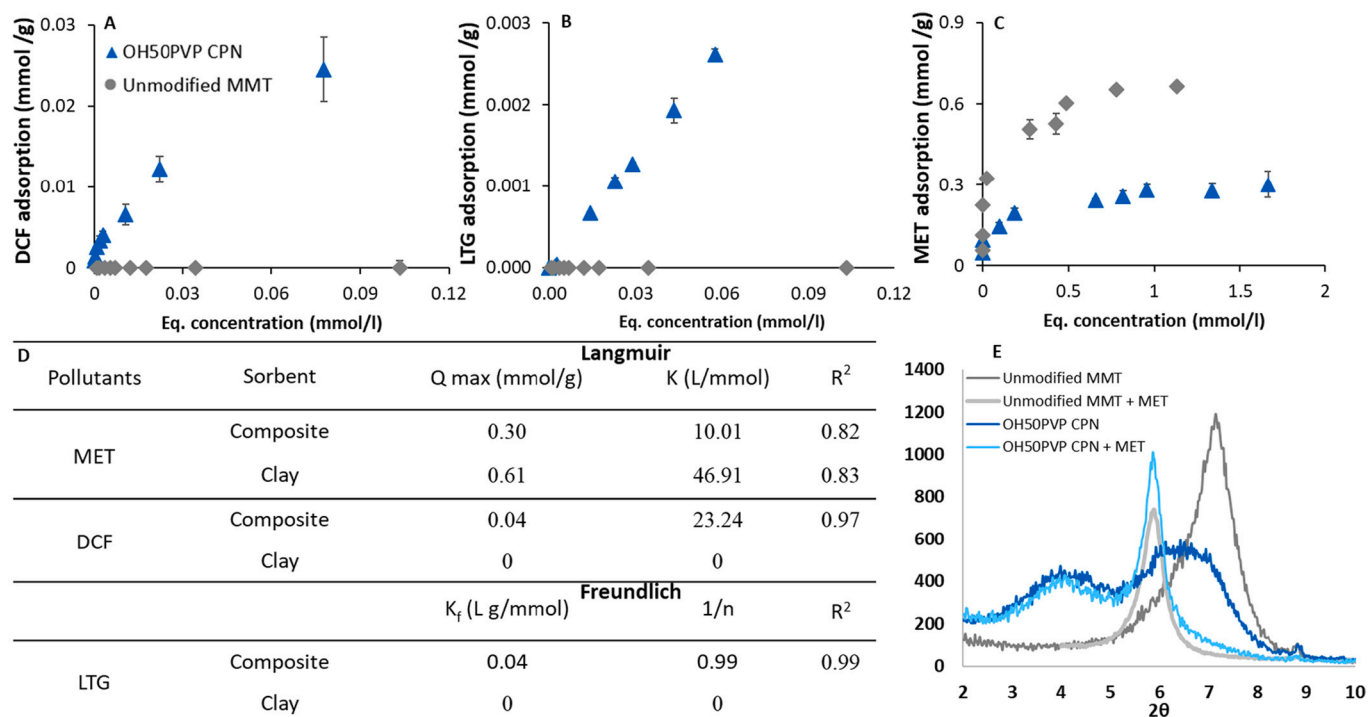 A
DCF adsorption (mmol /g)
0.03
0.02
0.01
0
OH50PVP CPN
Unmodified MMT
0 0.03 0.06 0.09 0.12
Eq. concentration (mmol/l)
B
LTG adsorption (mmol /g)
0.003
0.002
0.001
0.000
0.00 0.03 0.06 0.09 0.12
Eq. concentration (mmol/l)
C
MET adsorption (mmol /g)
0.9
0.6
0.3
0
0 0.5 1 1.5 2
Eq. concentration (mmol/l)
D Langmuir
Pollutants Sorbent Q max (mmol/g) K (L/mmol) R²
MET Composite 0.30 10.01 0.82
Clay 0.61 46.91 0.83
DCF Composite 0.04 23.24 0.97
Clay 0 0
Freundlich
Kf (L g/mmol) 1/n R²
LTG Composite 0.04 0.99 0.99
Clay 0 0
E
1400
1200
1000
800
600
400
200
0
Unmodified MMT
Unmodified MMT + MET
OH50PVP CPN
OH50PVP CPN + MET
2 3 4 5 6 7 8 9 10
2θ